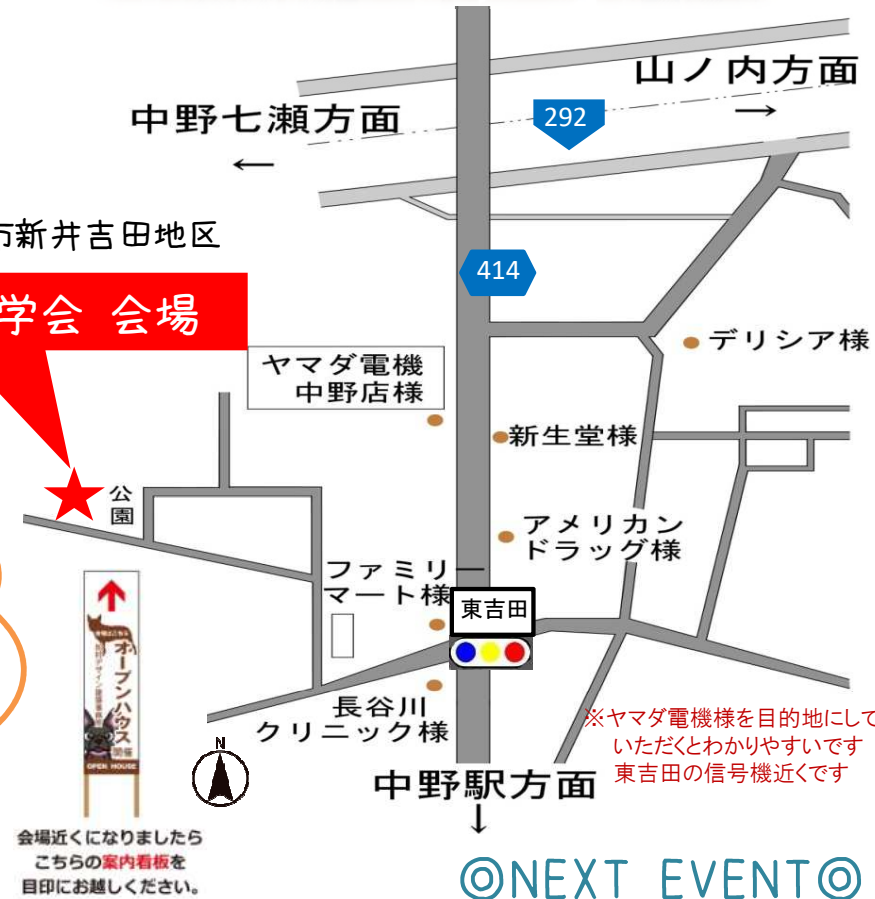 山ノ内方面
→
292
中野七瀬方面
←
市新井吉田地区
414
学会 会場
デリシア様
ヤマダ電機
中野店様
新生堂様
公園
アメリカン
ドラッグ様
ファミリー
マート様
東吉田
オープンハウス
開催
OPEN HOUSE
長谷川
クリニック様
N
※ヤマダ電機様を目的地にして
いただくとわかりやすいです
東吉田の信号機近くです
中野駅方面
↓
会場近くになりましたら
こちらの案内看板を
目印にお越しください。
◎NEXT EVENT◎